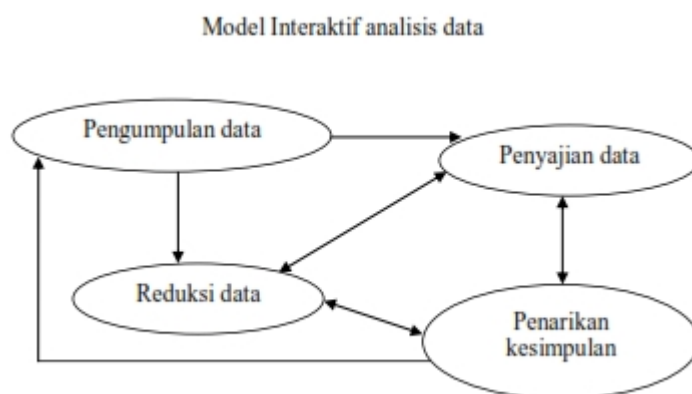 Model Interaktif analisis data
Pengumpulan data
Penyajian data
Reduksi data
Penarikan
kesimpulan